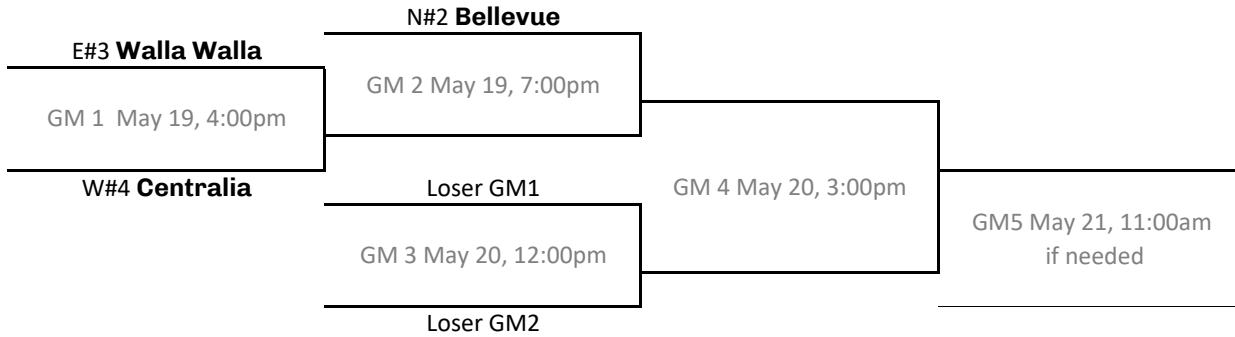 N#2 Bellevue
E#3 Walla Walla
GM 2 May 19, 7:00pm
GM 1 May 19, 4:00pm
W#4 Centralia
Loser GM1
GM 4 May 20, 3:00pm
GM5 May 21, 11:00am
if needed
GM 3 May 20, 12:00pm
Loser GM2